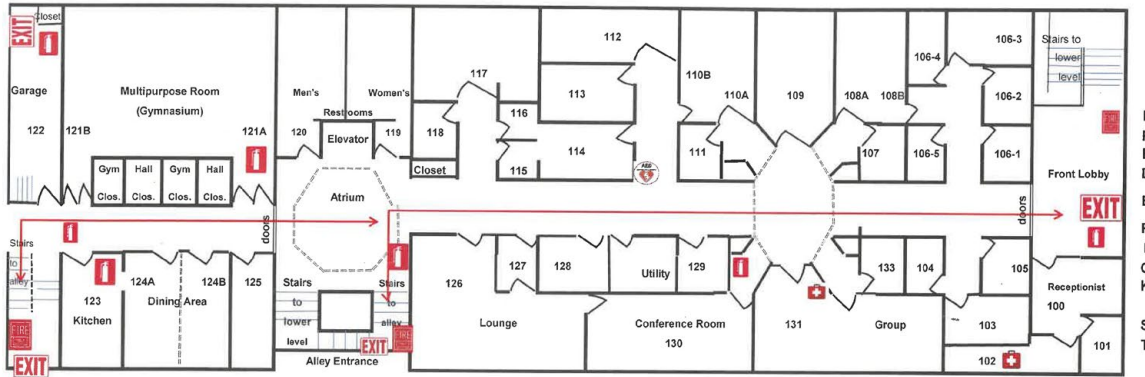 EXIT
Closet
Garage
122
121B
Multipurpose Room
(Gymnasium)
121A
Gym
Clos.
Hall
Clos.
Gym
Clos.
Hall
Clos.
Men's
Women's
Restrooms
120
Elevator
119
118
Closet
117
116
115
112
113
114
AED
110B
110A
111
109
108A
108B
107
106-4
106-3
106-2
106-5
106-1
Stairs to
lower
level
FIRE
Front Lobby
EXIT
doors
Atrium
doors
Stairs
to
alley
123
Kitchen
124A
124B
Dining Area
125
Stairs
to
lower
level
Stairs
to
alley
126
Lounge
127
128
Utility
129
Conference Room
130
131
Group
133
104
105
103
102
Receptionist
100
101
FIRE
EXIT
Alley Entrance
EXIT
FIRE